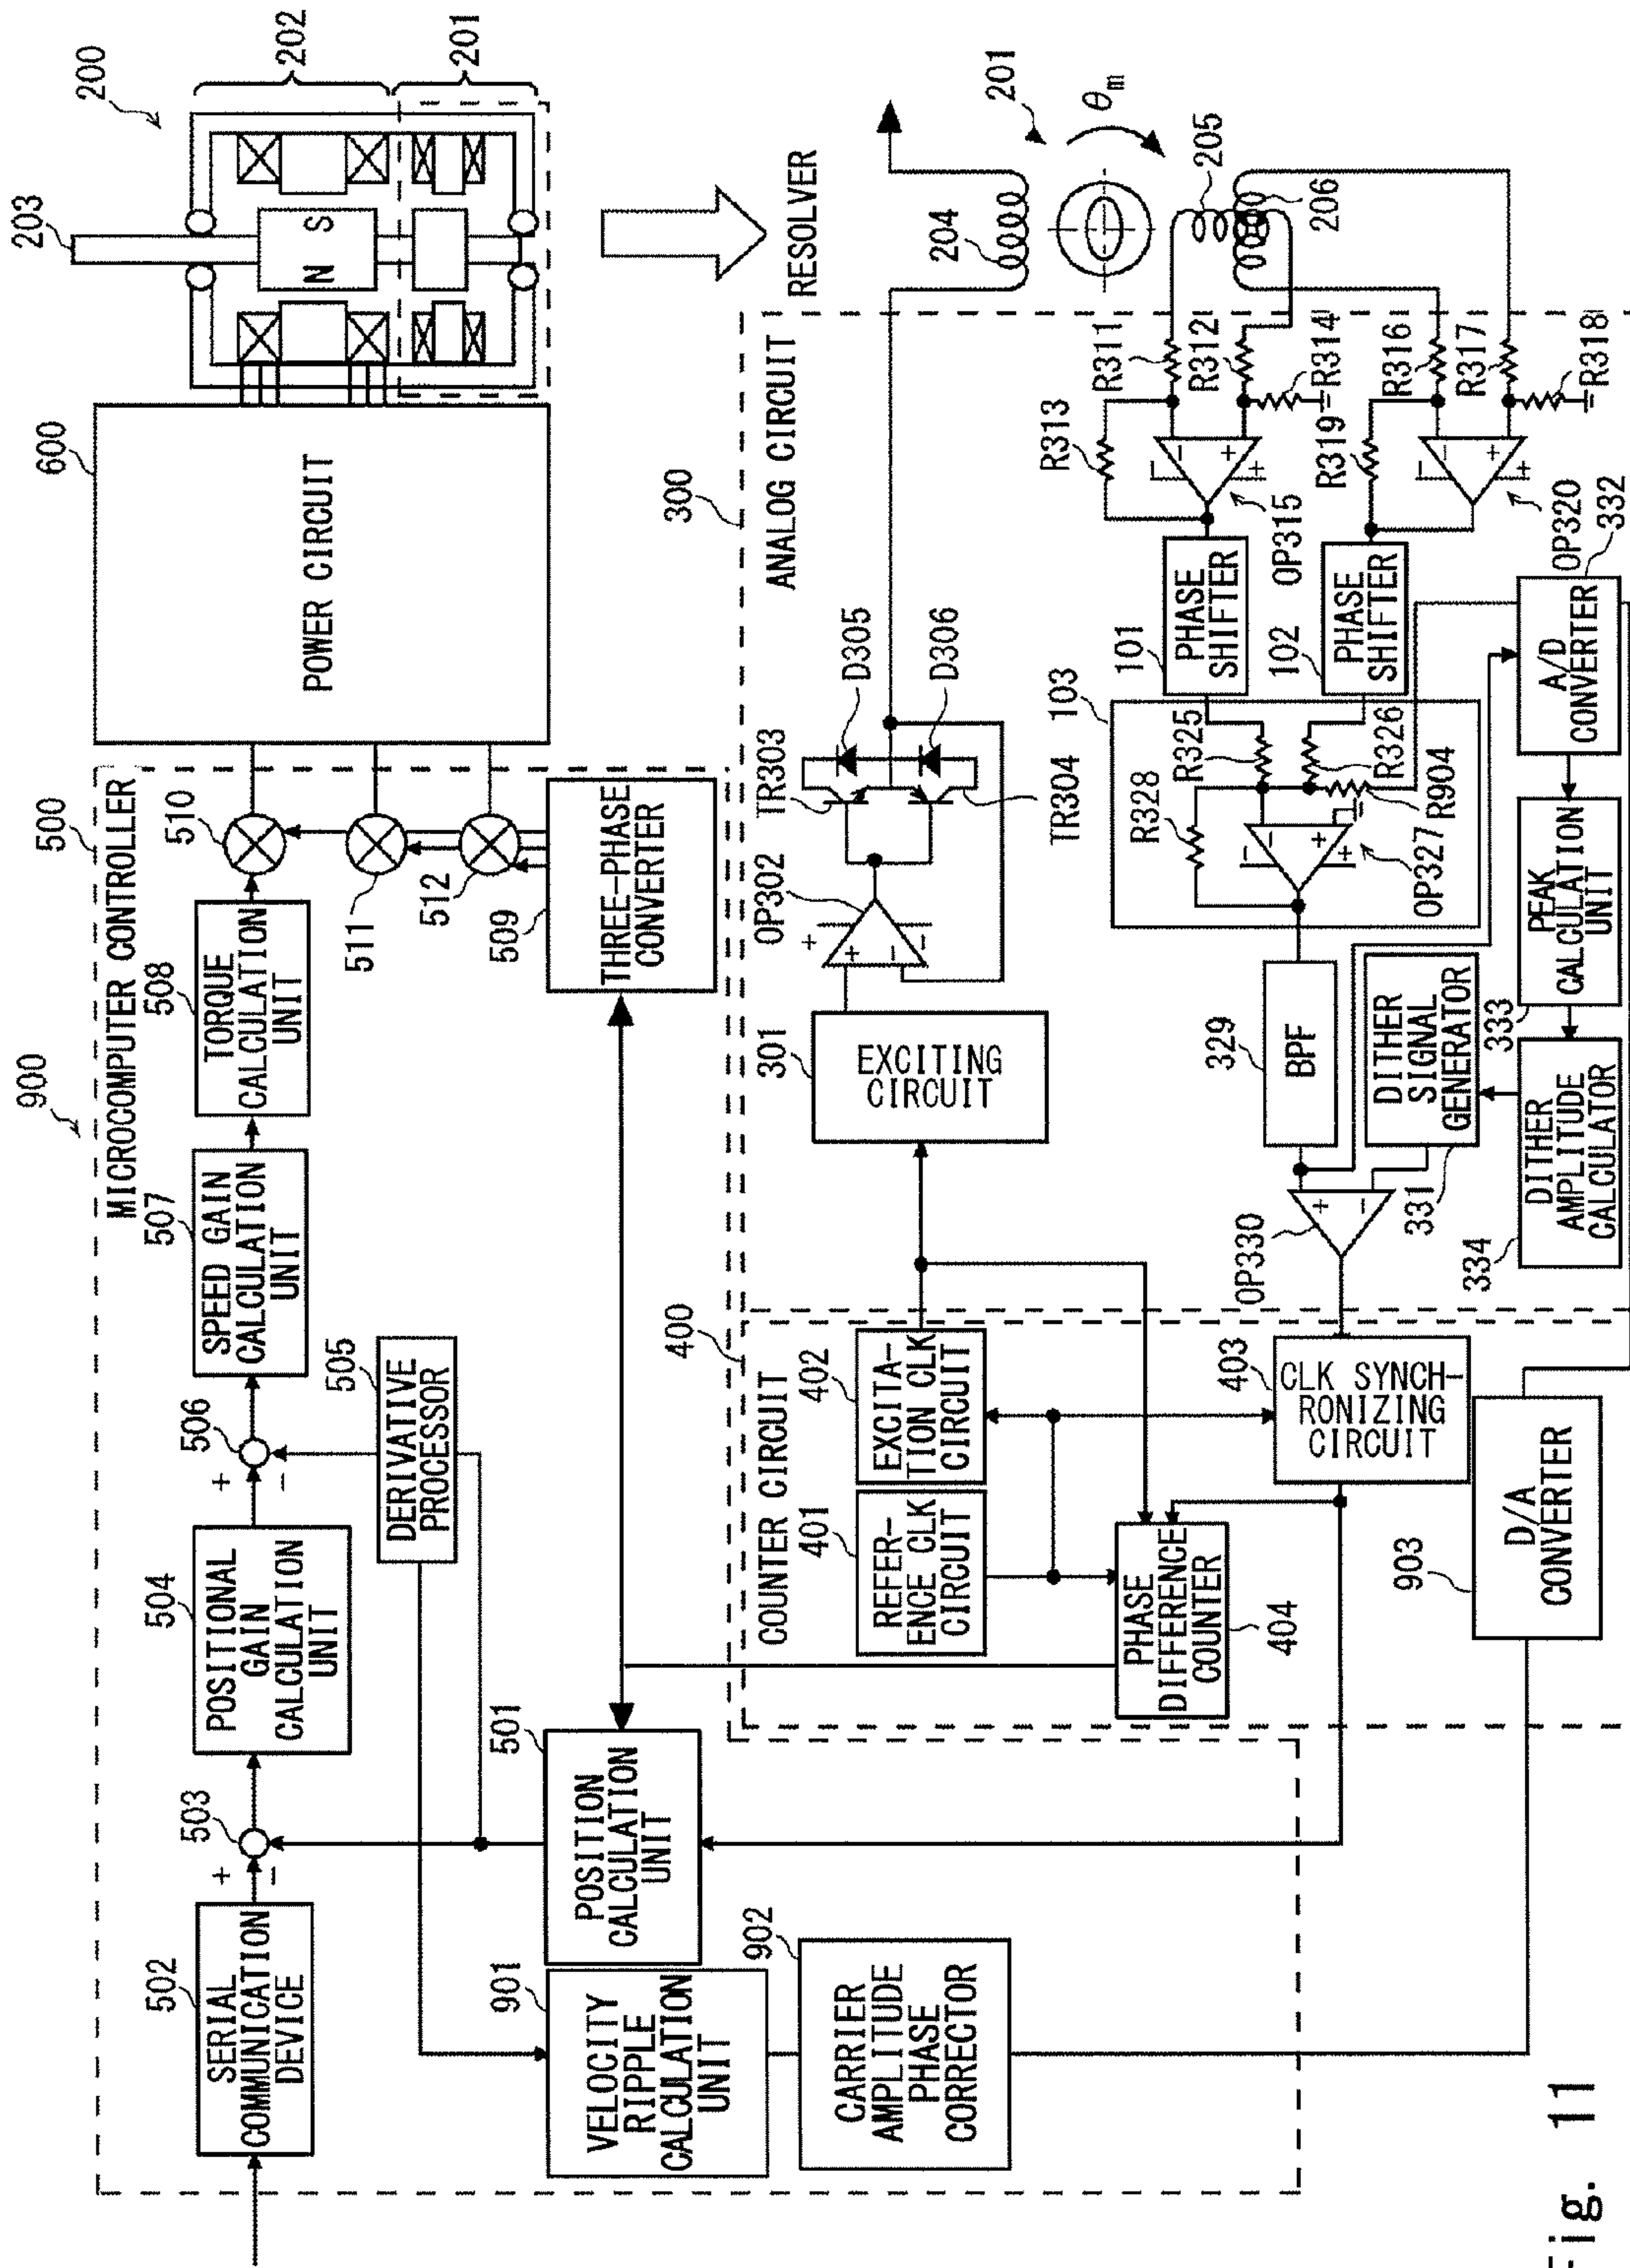 900
500
MICROCOMPUTER CONTROLLER
502
SERIAL
COMMUNICATION
DEVICE
503
+
−
504
POSITIONAL
GAIN
CALCULATION
UNIT
506
+
−
507
SPEED GAIN
CALCULATION
UNIT
508
TORQUE
CALCULATION
UNIT
510
511
512
505
DERIVATIVE
PROCESSOR
509
THREE-PHASE
CONVERTER
501
POSITION
CALCULATION
UNIT
901
VELOCITY
RIPPLE
CALCULATION
UNIT
902
CARRIER
AMPLITUDE
PHASE
CORRECTOR
600
POWER CIRCUIT
200
202
201
203
N S
RESOLVER
400
COUNTER CIRCUIT
401
REFER-
ENCE CLK
CIRCUIT
402
EXCITA-
TION CLK
CIRCUIT
403
CLK SYNCH-
RONIZING
CIRCUIT
PHASE
DIFFERENCE
COUNTER
404
903
D/A
CONVERTER
300
ANALOG CIRCUIT
301
EXCITING
CIRCUIT
OP302
+
+
−
−
TR303
TR304
D305
D306
204
201
θm
205
206
R311
R312
R313
R314
−
−
+
+
OP315
R316
R317
R318
R319
−
−
+
+
OP320
101
PHASE
SHIFTER
102
PHASE
SHIFTER
103
R325
R326
R328
R904
−
−
+
+
OP327
329
BPF
OP330
+
−
331
DITHER
SIGNAL
GENERATOR
332
A/D
CONVERTER
333
PEAK
CALCULATION
UNIT
334
DITHER
AMPLITUDE
CALCULATOR
Fig. 11